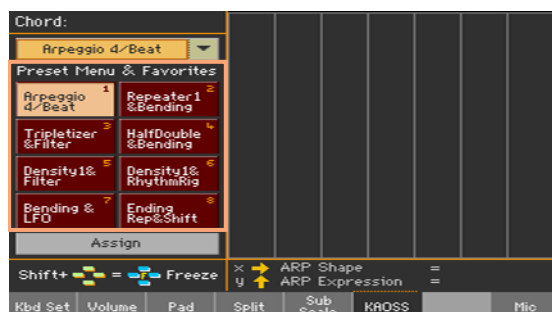 Chord:
Arpeggio 4/Beat
Preset Menu & Favorites
Arpeggio 4/Beat 1
Repeater1 &Bending 2
Tripletizer &Filter 3
HalfDouble &Bending 4
Density1& Filter 5
Density1& RhythmRig 6
Bending & LFO 7
Ending Rep&Shift 8
Assign
Shift+ = F Freeze
x ARP Shape =
y ARP Expression =
Kbd Set Volume Pad Split Sub Scale KAOSS Mic